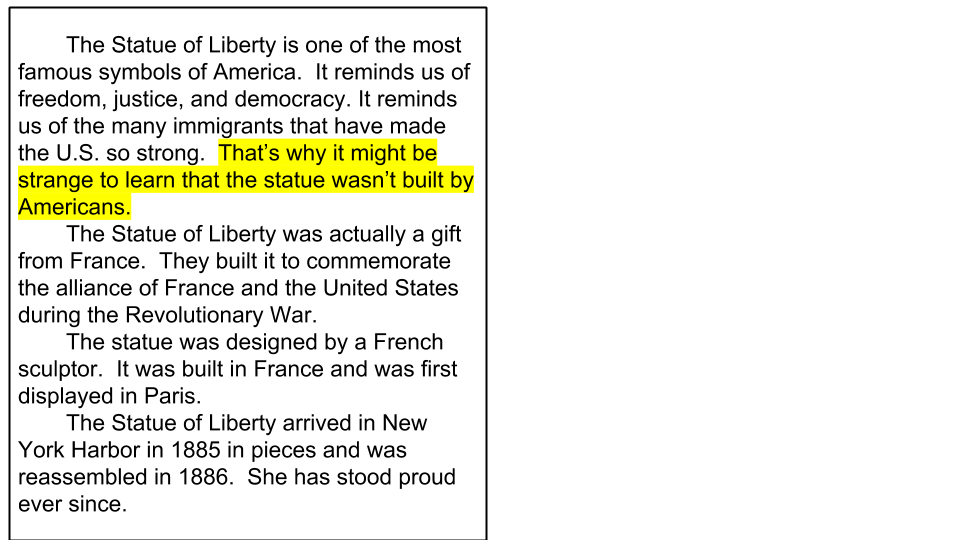 The Statue of Liberty is one of the most
famous symbols of America.  It reminds us of
freedom, justice, and democracy. It reminds
us of the many immigrants that have made
the U.S. so strong.  That’s why it might be
strange to learn that the statue wasn’t built by
Americans.
The Statue of Liberty was actually a gift
from France.  They built it to commemorate
the alliance of France and the United States
during the Revolutionary War.
The statue was designed by a French
sculptor.  It was built in France and was first
displayed in Paris.
The Statue of Liberty arrived in New
York Harbor in 1885 in pieces and was
reassembled in 1886.  She has stood proud
ever since.